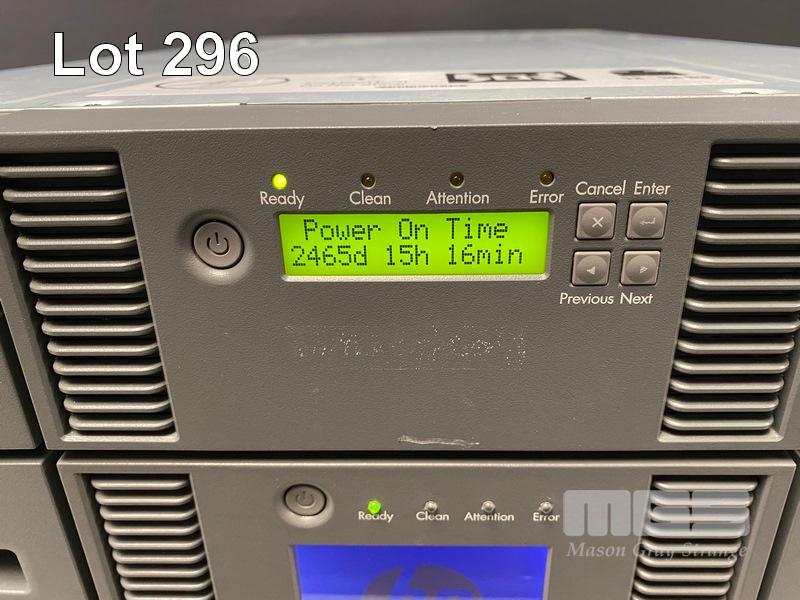 Lot 296
Ready Clean Attention Error
Cancel Enter
Power On Time
2465d 15h 16min
Previous Next
Ready Clean Attention Error
hp
MGS
Mason Gray Strange